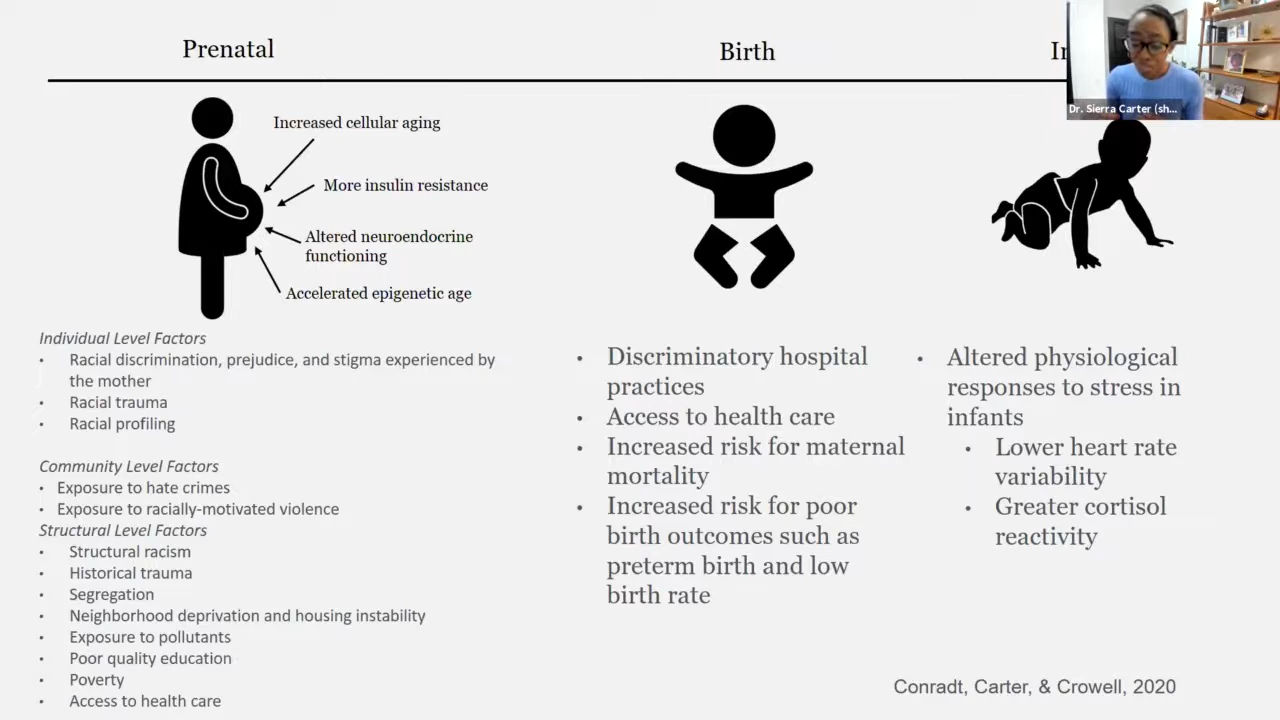 Prenatal
Birth
Dr. Sierra Carter (sh...
Increased cellular aging
More insulin resistance
Altered neuroendocrine
functioning
Accelerated epigenetic age
Individual Level Factors
• Racial discrimination, prejudice, and stigma experienced by
the mother
• Racial trauma
• Racial profiling
Community Level Factors
• Exposure to hate crimes
• Exposure to racially-motivated violence
Structural Level Factors
• Structural racism
• Historical trauma
• Segregation
• Neighborhood deprivation and housing instability
• Exposure to pollutants
• Poor quality education
• Poverty
• Access to health care
• Discriminatory hospital
practices
• Access to health care
• Increased risk for maternal
mortality
• Increased risk for poor
birth outcomes such as
preterm birth and low
birth rate
• Altered physiological
responses to stress in
infants
• Lower heart rate
variability
• Greater cortisol
reactivity
Conradt, Carter, & Crowell, 2020